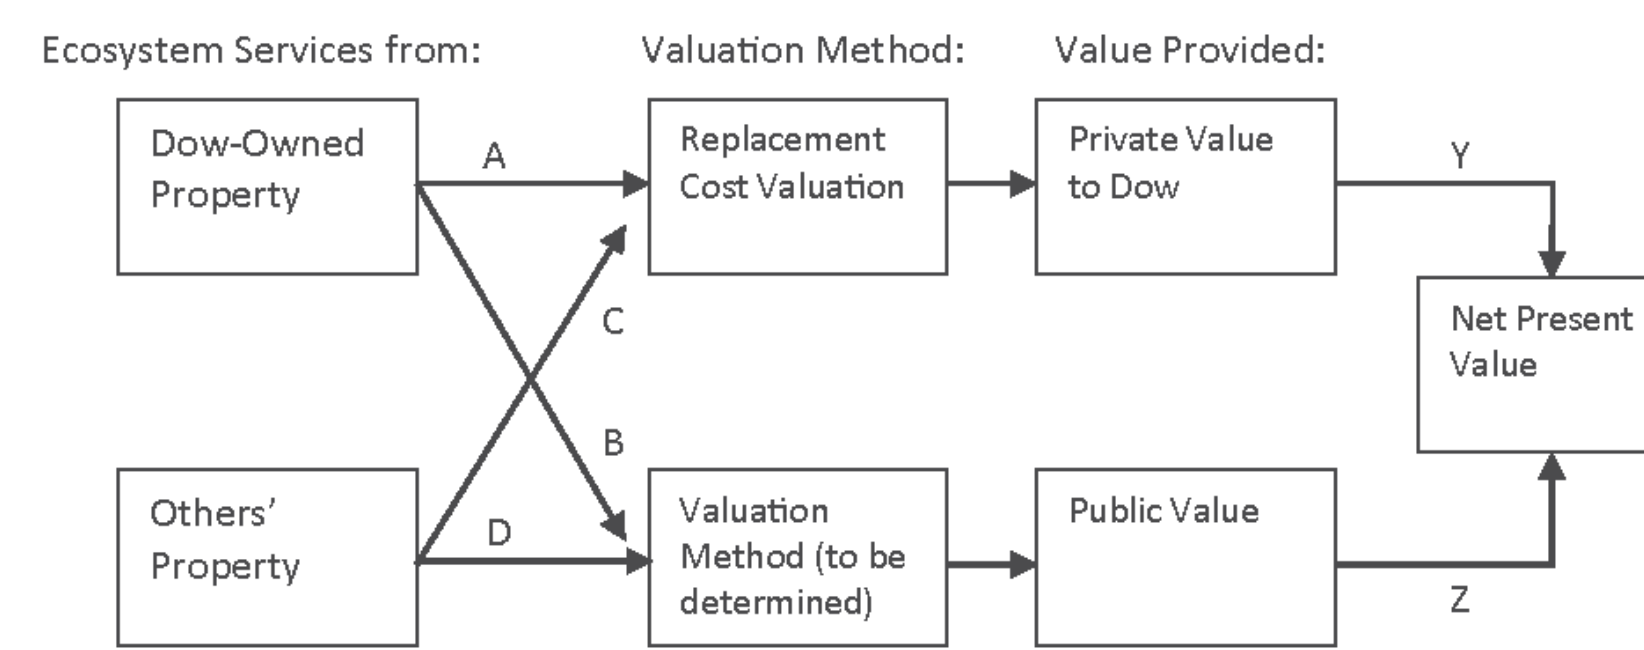 Ecosystem Services from:
Valuation Method:
Value Provided:
Dow-Owned
Property
A
Replacement
Cost Valuation
Private Value
to Dow
Y
C
Net Present
Value
B
Others’
Property
D
Valuation
Method (to be
determined)
Public Value
Z